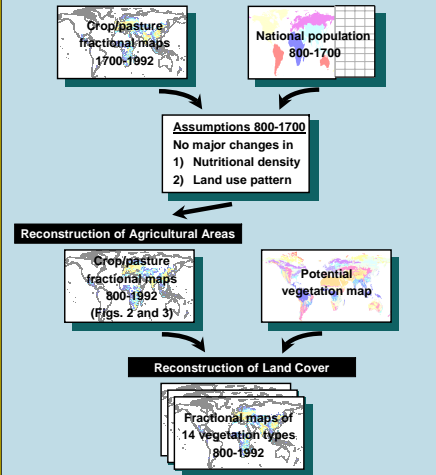 Crop/pasture
fractional maps
1700-1992
National population
800-1700
Assumptions 800-1700
No major changes in
1) Nutritional density
2) Land use pattern
Reconstruction of Agricultural Areas
Crop/pasture
fractional maps
800-1992
(Figs. 2 and 3)
Potential
vegetation map
Reconstruction of Land Cover
Fractional maps of
14 vegetation types
800-1992